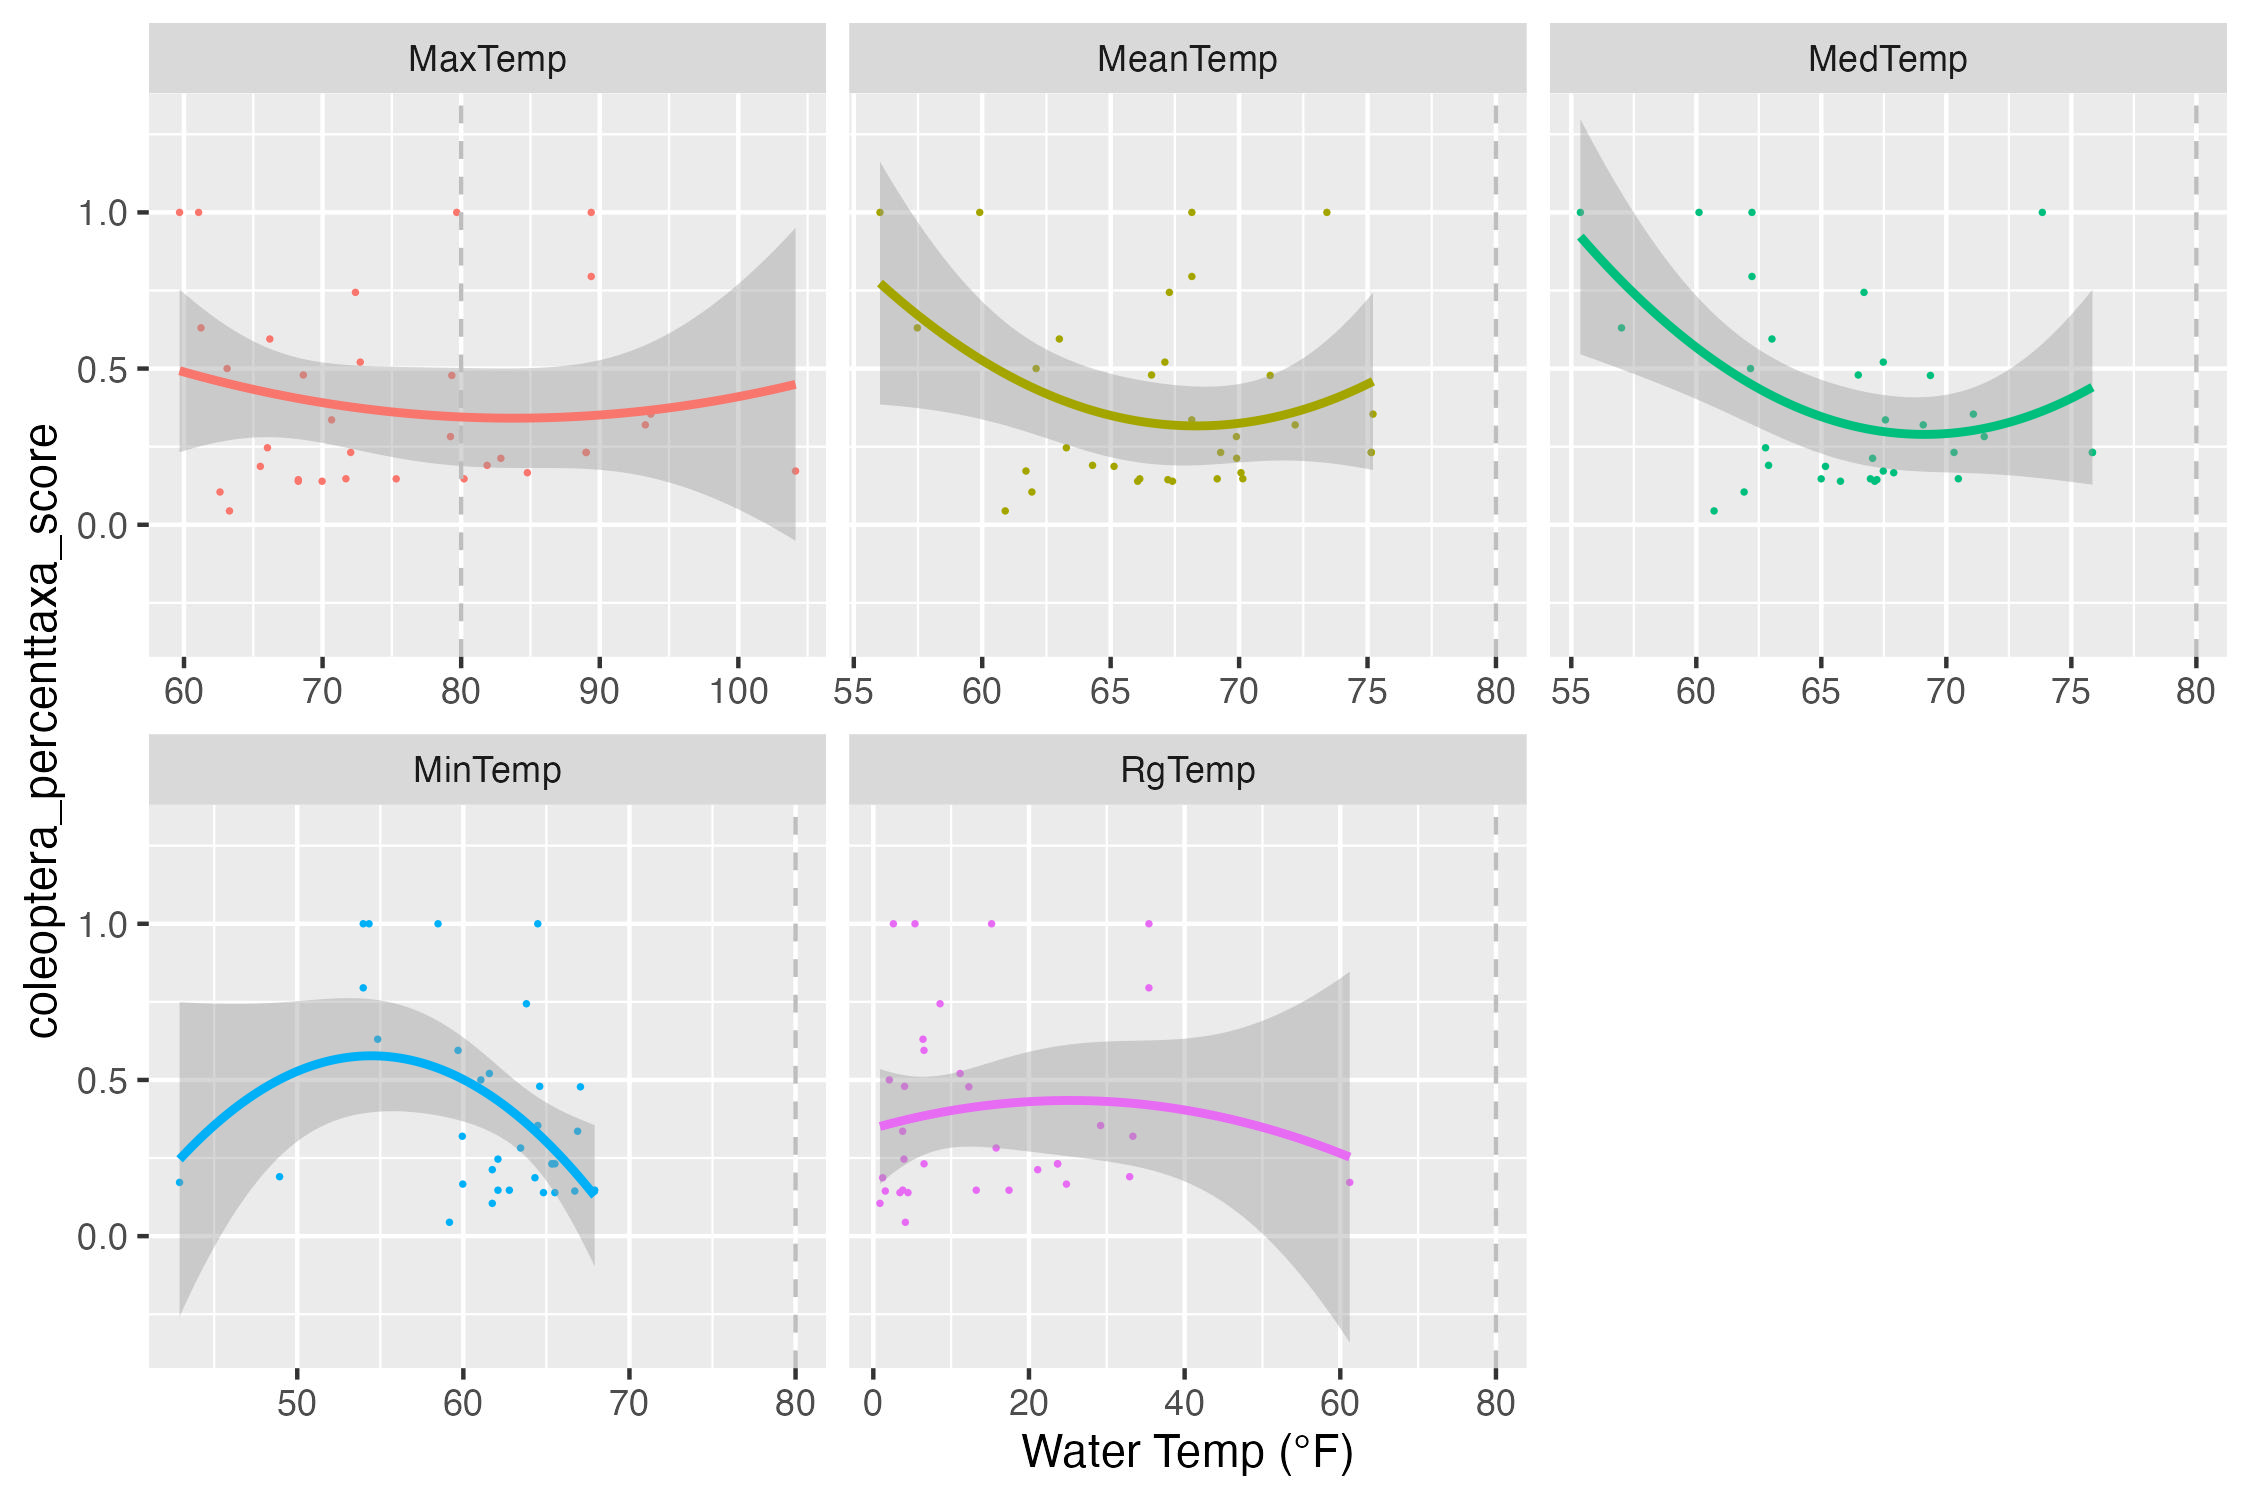 MaxTemp MeanTemp MedTemp
1.0
0.5
0.0
60 70 80 90 100 55 60 65 70 75 80 55 60 65 70 75 80
coleoptera_percenttaxa_score
MinTemp RgTemp
1.0
0.5
0.0
50 60 70 80 0 20 40 60 80
Water Temp (°F)